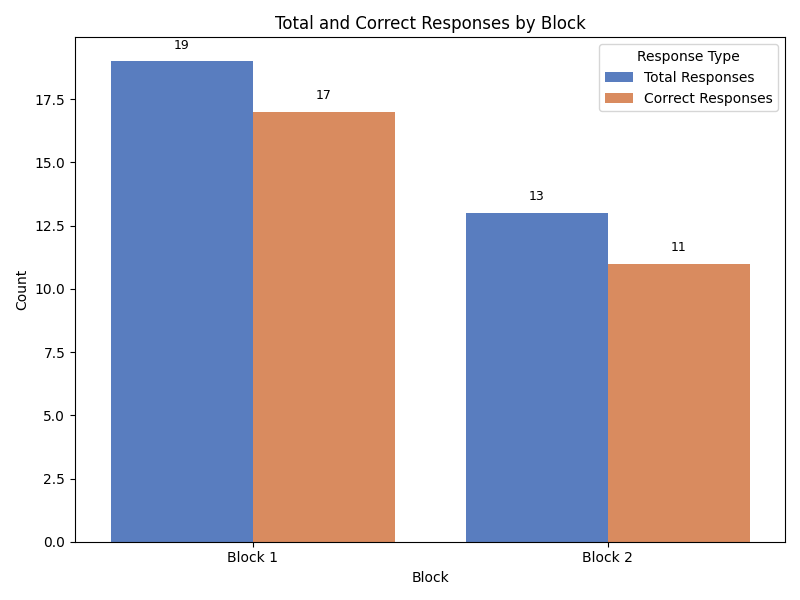 Total and Correct Responses by Block
19
17
13
11
Response Type
Total Responses
Correct Responses
Count
17.5
15.0
12.5
10.0
7.5
5.0
2.5
0.0
Block 1
Block 2
Block